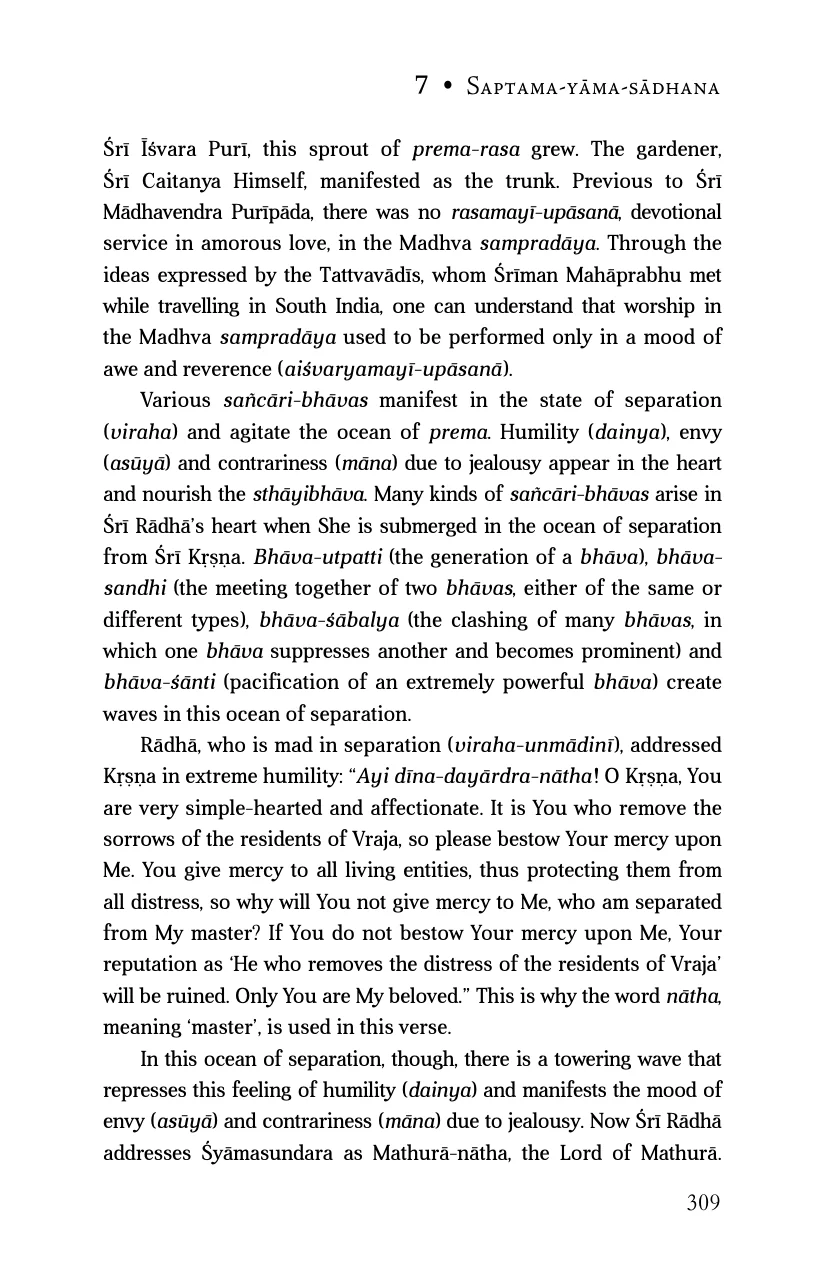 7 • Saptama-yāma-sādhana
Śrī Īśvara Purī, this sprout of prema-rasa grew. The gardener,
Śrī Caitanya Himself, manifested as the trunk. Previous to Śrī
Mādhavendra Purīpāda, there was no rasamayī-upāsanā, devotional
service in amorous love, in the Madhva sampradāya. Through the
ideas expressed by the Tattvavādīs, whom Śrīman Mahāprabhu met
while travelling in South India, one can understand that worship in
the Madhva sampradāya used to be performed only in a mood of
awe and reverence (aiśvaryamayī-upāsanā).
Various sañcāri-bhāvas manifest in the state of separation
(viraha) and agitate the ocean of prema. Humility (dainya), envy
(asūyā) and contrariness (māna) due to jealousy appear in the heart
and nourish the sthāyibhāva. Many kinds of sañcāri-bhāvas arise in
Śrī Rādhā’s heart when She is submerged in the ocean of separation
from Śrī Kṛṣṇa. Bhāva-utpatti (the generation of a bhāva), bhāva-
sandhi (the meeting together of two bhāvas, either of the same or
different types), bhāva-śābalya (the clashing of many bhāvas, in
which one bhāva suppresses another and becomes prominent) and
bhāva-śānti (pacification of an extremely powerful bhāva) create
waves in this ocean of separation.
Rādhā, who is mad in separation (viraha-unmādinī), addressed
Kṛṣṇa in extreme humility: “Ayi dīna-dayārdra-nātha! O Kṛṣṇa, You
are very simple-hearted and affectionate. It is You who remove the
sorrows of the residents of Vraja, so please bestow Your mercy upon
Me. You give mercy to all living entities, thus protecting them from
all distress, so why will You not give mercy to Me, who am separated
from My master? If You do not bestow Your mercy upon Me, Your
reputation as ‘He who removes the distress of the residents of Vraja’
will be ruined. Only You are My beloved.” This is why the word nātha,
meaning ‘master’, is used in this verse.
In this ocean of separation, though, there is a towering wave that
represses this feeling of humility (dainya) and manifests the mood of
envy (asūyā) and contrariness (māna) due to jealousy. Now Śrī Rādhā
addresses Śyāmasundara as Mathurā-nātha, the Lord of Mathurā.
309